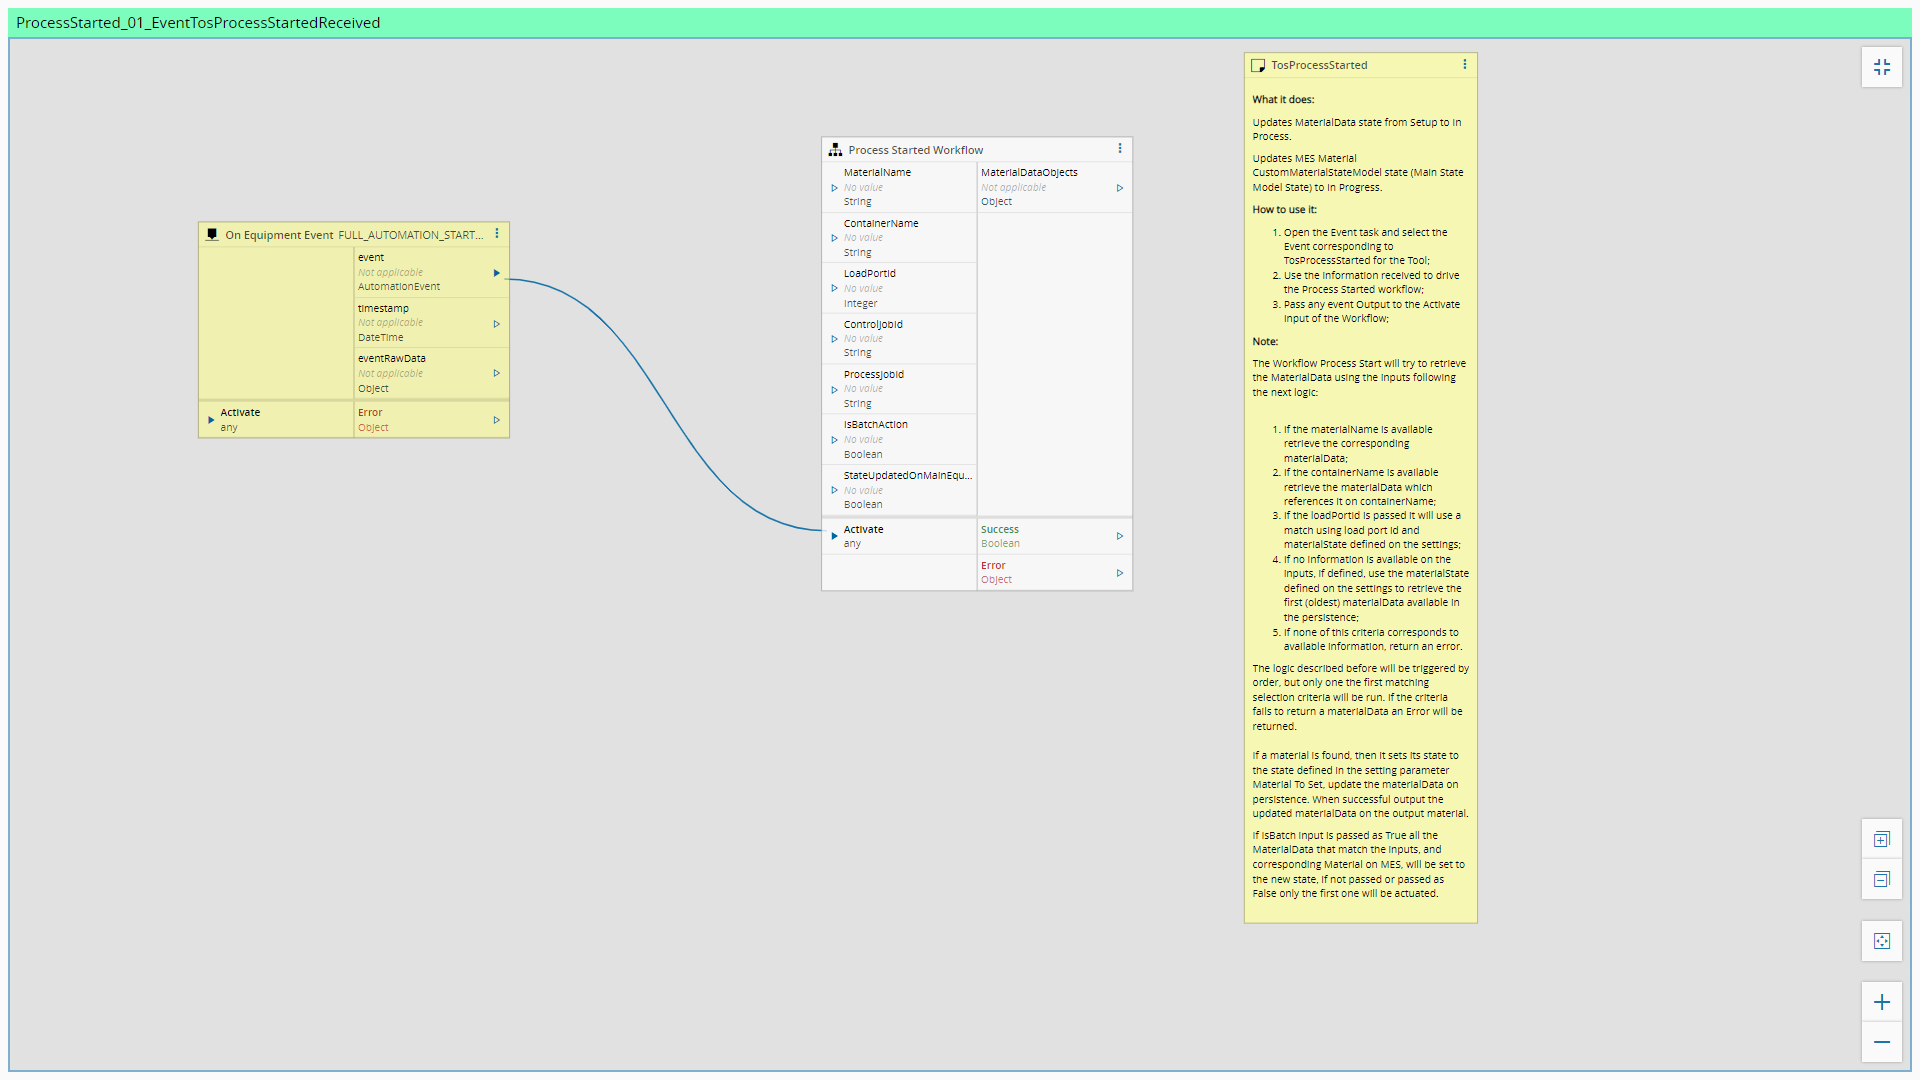 ProcessStarted_01_EventTosProcessStartedReceived
On Equipment Event FULL_AUTOMATION_START...
event
Not applicable
AutomationEvent
timestamp
Not applicable
DateTime
eventRawData
Not applicable
Object
Activate
any
Error
Object
Process Started Workflow
MaterialName
No value
String
ContainerName
No value
String
LoadPortId
No value
Integer
ControlJobId
No value
String
ProcessJobId
No value
String
IsBatchAction
No value
Boolean
StateUpdatedOnMainEqu...
No value
Boolean
MaterialDataObjects
Not applicable
Object
Activate
any
Success
Boolean
Error
Object
TosProcessStarted
What it does:
Updates MaterialData state from Setup to In
Process.
Updates MES Material
CustomMaterialStateModel state (Main State
Model State) to In Progress.
How to use it:
1. Open the Event task and select the
Event corresponding to
TosProcessStarted for the Tool;
2. Use the information received to drive
the Process Started workflow;
3. Pass any event Output to the Activate
Input of the Workflow;
Note:
The Workflow Process Start will try to retrieve
the MaterialData using the Inputs following
the next logic:
1. If the materialName is available
retrieve the corresponding
materialData;
2. If the containerName is available
retrieve the materialData which
references it on containerName;
3. If the loadPortId is passed it will use a
match using load port id and
materialState defined on the settings;
4. If no information is available on the
Inputs, if defined, use the materialState
defined on the settings to retrieve the
first (oldest) materialData available in
the persistence;
5. If none of this criteria corresponds to
available information, return an error.
The logic described before will be triggered by
order, but only one the first matching
selection criteria will be run. If the criteria
fails to return a materialData an Error will be
returned.
If a material is found, then it sets its state to
the state defined in the setting parameter
Material To Set, update the materialData on
persistence. When successful output the
updated materialData on the output material.
If IsBatch Input is passed as True all the
MaterialData that match the Inputs, and
corresponding Material on MES, will be set to
the new state, if not passed or passed as
False only the first one will be actuated.